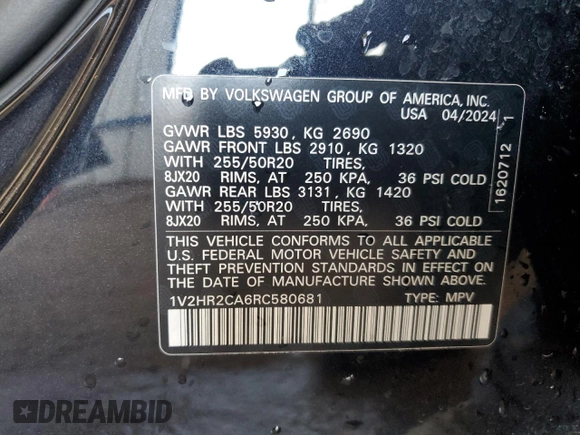 MFD BY VOLKSWAGEN GROUP OF AMERICA, INC.
USA 04/2024
GVWR LBS 5930, KG 2690
GAWR FRONT LBS 2910, KG 1320
WITH 255/50R20 TIRES,
8JX20 RIMS, AT 250 KPA, 36 PSI COLD
GAWR REAR LBS 3131, KG 1420
WITH 255/50R20 TIRES,
8JX20 RIMS, AT 250 KPA, 36 PSI COLD
THIS VEHICLE CONFORMS TO ALL APPLICABLE
U.S. FEDERAL MOTOR VEHICLE SAFETY AND
THEFT PREVENTION STANDARDS IN EFFECT ON
THE DATE OF MANUFACTURE SHOWN ABOVE.
1V2HR2CA6RC580681 TYPE: MPV
1620712 1
DREAMBID